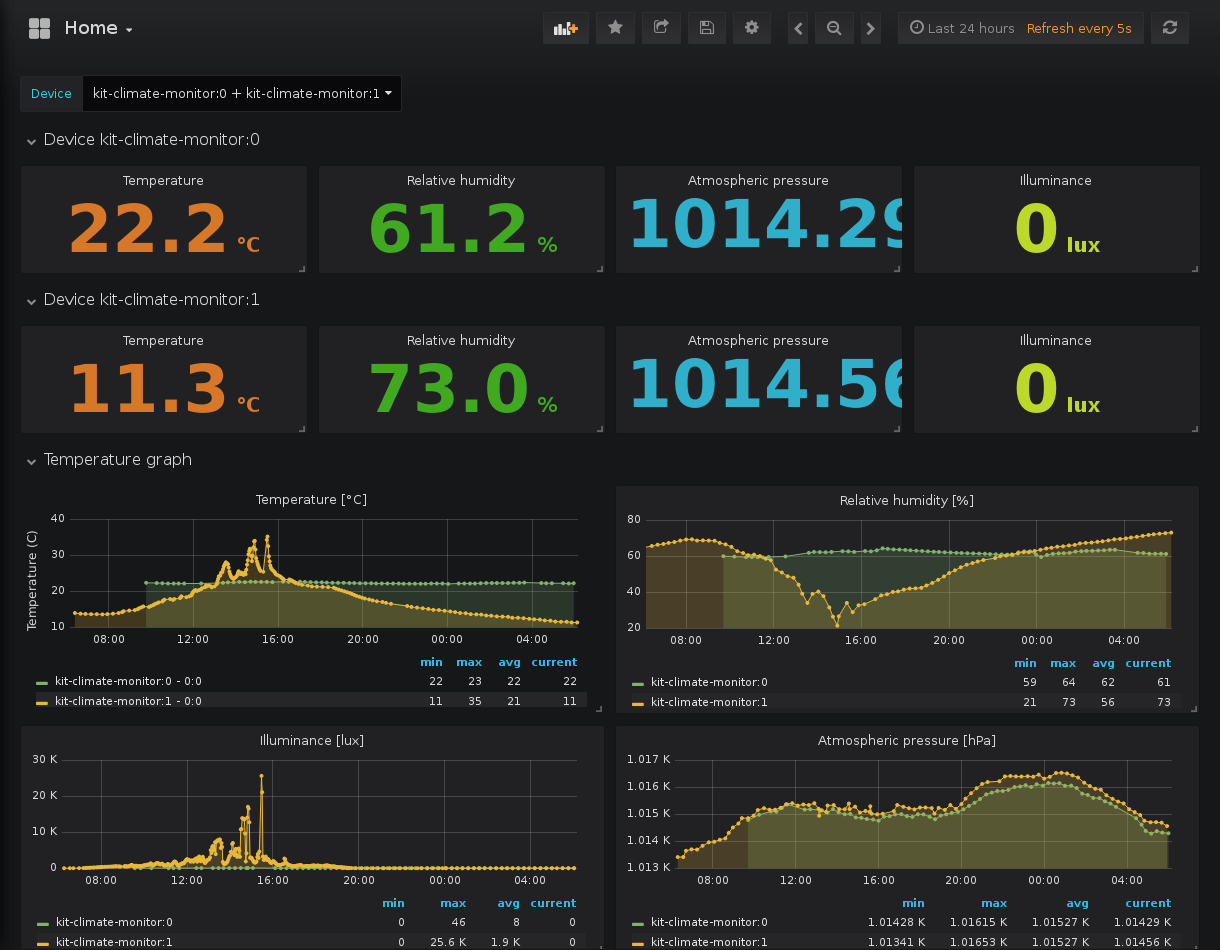 Home
Last 24 hours Refresh every 5s
Device kit-climate-monitor:0 + kit-climate-monitor:1
Device kit-climate-monitor:0
Temperature Relative humidity Atmospheric pressure Illuminance
22.2 °C 61.2 % 1014.29 0 lux
Device kit-climate-monitor:1
Temperature Relative humidity Atmospheric pressure Illuminance
11.3 °C 73.0 % 1014.56 0 lux
Temperature graph
Temperature [°C]
Temperature (C)
40
30
20
10
08:00 12:00 16:00 20:00 00:00 04:00
min max avg current
kit-climate-monitor:0 - 0:0 22 23 22 22
kit-climate-monitor:1 - 0:0 11 35 21 11
Relative humidity [%]
80
60
40
20
08:00 12:00 16:00 20:00 00:00 04:00
min max avg current
kit-climate-monitor:0 59 64 62 61
kit-climate-monitor:1 21 73 56 73
Illuminance [lux]
30 K
20 K
10 K
0
08:00 12:00 16:00 20:00 00:00 04:00
min max avg current
kit-climate-monitor:0 0 46 8 0
kit-climate-monitor:1 0 25.6 K 1.9 K 0
Atmospheric pressure [hPa]
1.017 K
1.016 K
1.015 K
1.014 K
1.013 K
08:00 12:00 16:00 20:00 00:00 04:00
min max avg current
kit-climate-monitor:0 1.01428 K 1.01615 K 1.01527 K 1.01429 K
kit-climate-monitor:1 1.01341 K 1.01653 K 1.01527 K 1.01456 K